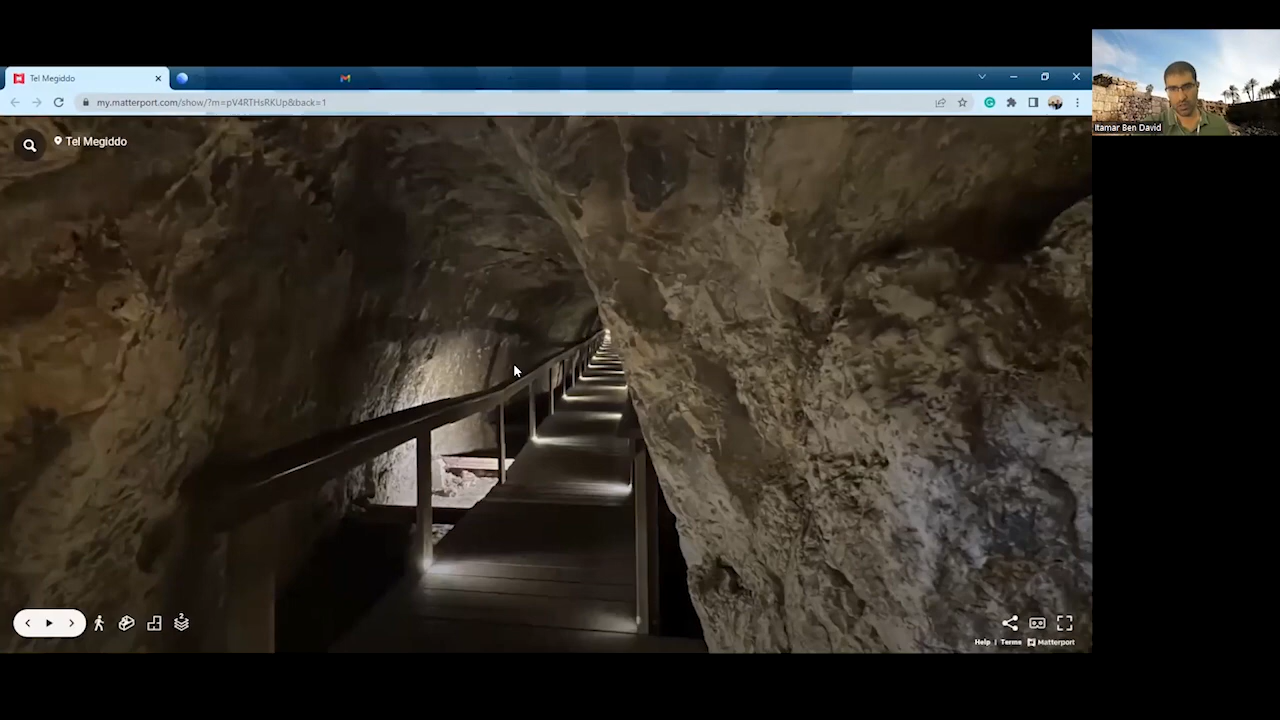 Tel Megiddo
my.matterport.com/show/?m=pV4RTHsRKUp&back=1
Tel Megiddo
Itamar Ben David
Help | Terms Matterport